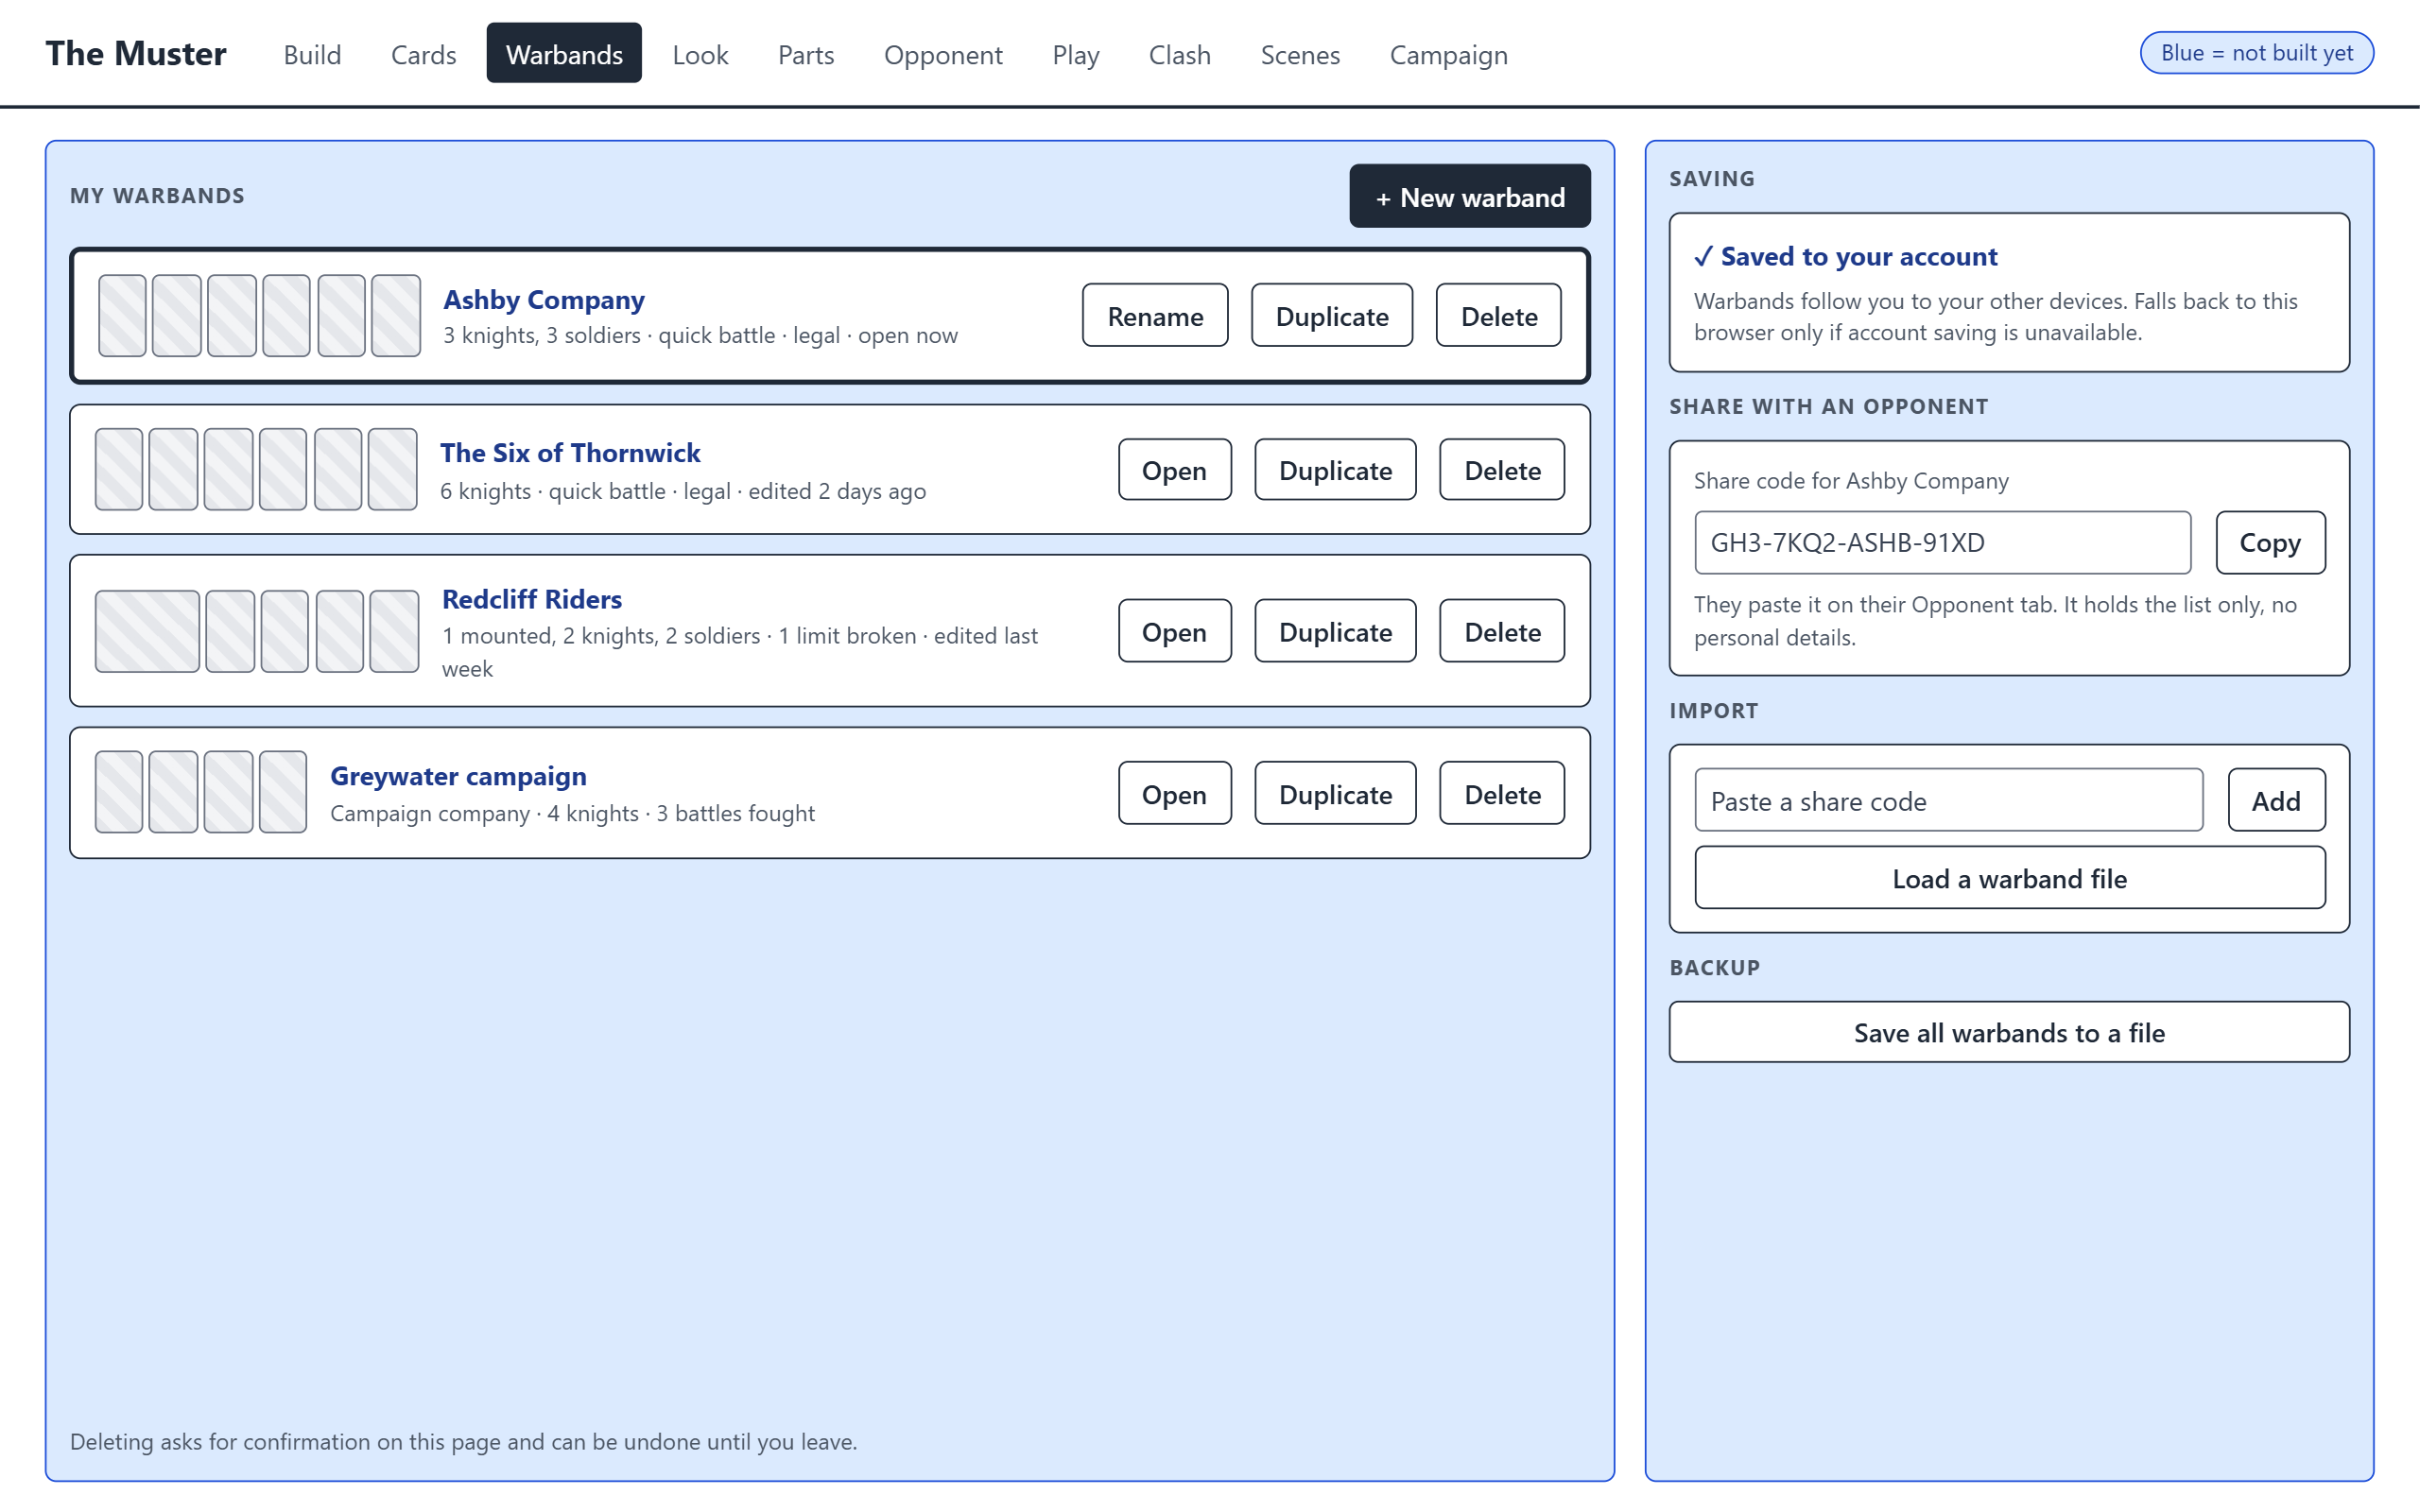 The Muster
Build
Cards
Warbands
Look
Parts
Opponent
Play
Clash
Scenes
Campaign
Blue = not built yet
MY WARBANDS
+ New warband
Ashby Company
3 knights, 3 soldiers · quick battle · legal · open now
Rename
Duplicate
Delete
The Six of Thornwick
6 knights · quick battle · legal · edited 2 days ago
Open
Duplicate
Delete
Redcliff Riders
1 mounted, 2 knights, 2 soldiers · 1 limit broken · edited last
week
Open
Duplicate
Delete
Greywater campaign
Campaign company · 4 knights · 3 battles fought
Open
Duplicate
Delete
Deleting asks for confirmation on this page and can be undone until you leave.
SAVING
✓ Saved to your account
Warbands follow you to your other devices. Falls back to this
browser only if account saving is unavailable.
SHARE WITH AN OPPONENT
Share code for Ashby Company
GH3-7KQ2-ASHB-91XD
Copy
They paste it on their Opponent tab. It holds the list only, no
personal details.
IMPORT
Paste a share code
Add
Load a warband file
BACKUP
Save all warbands to a file